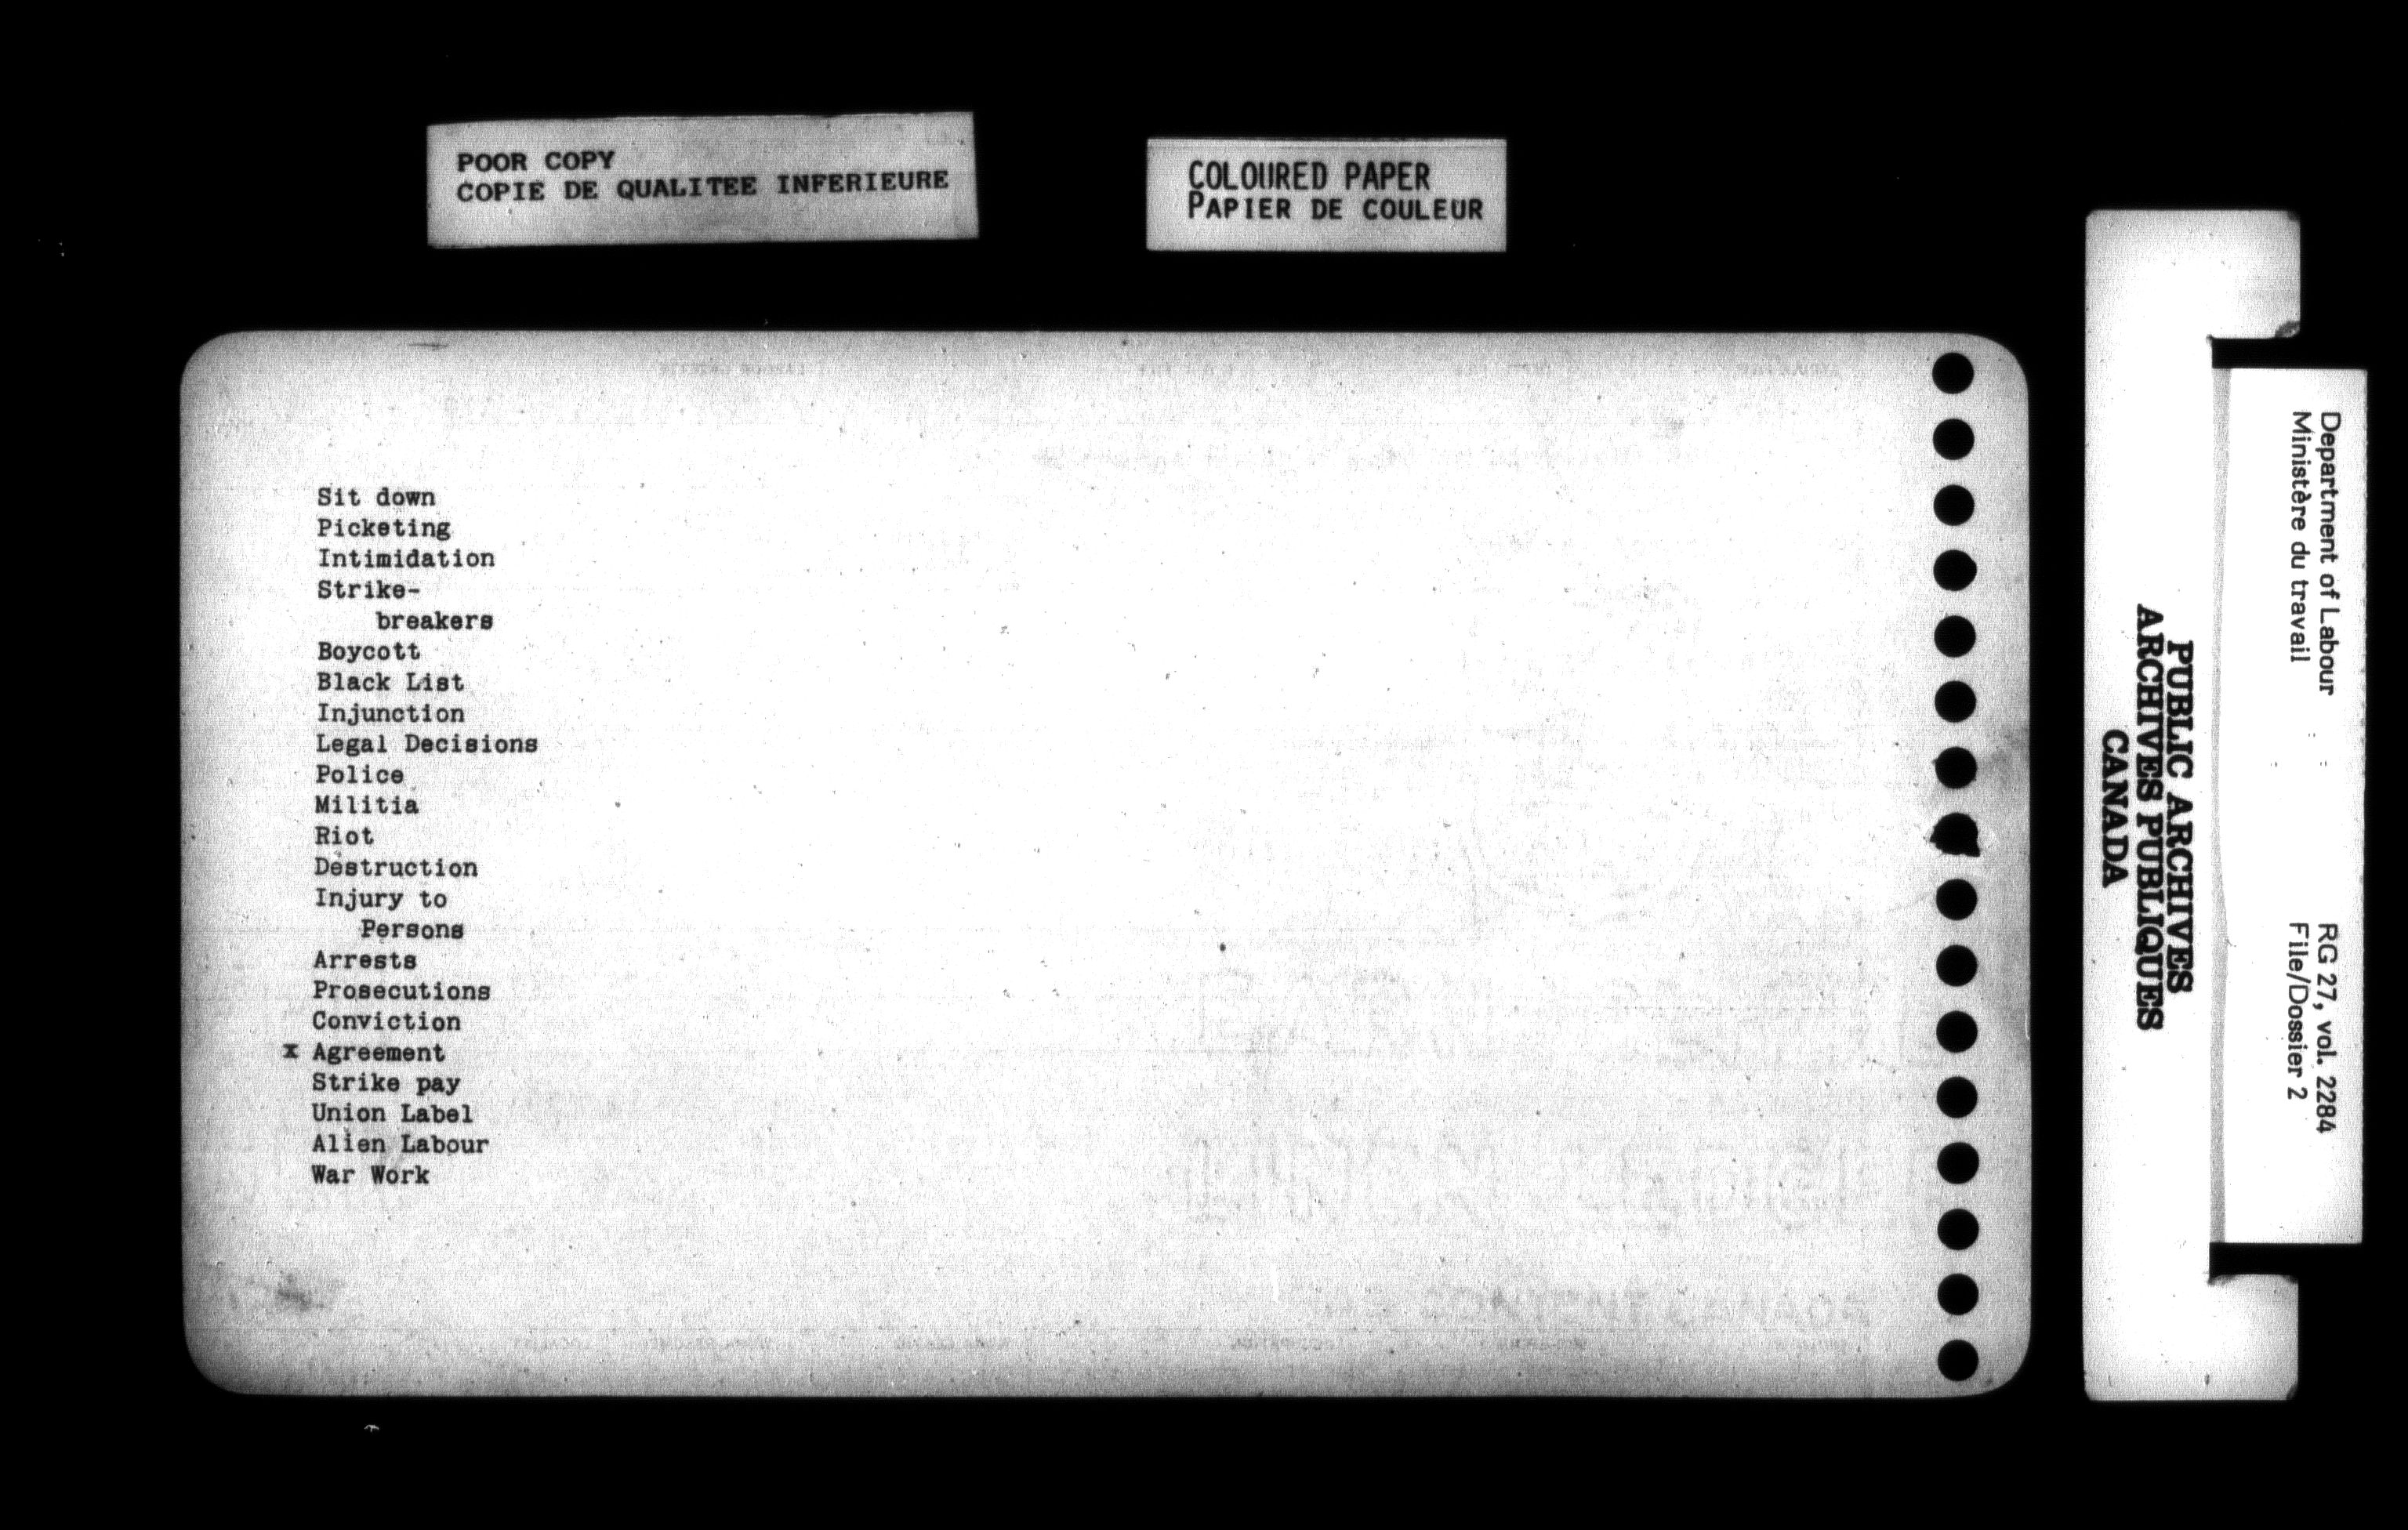 POOR COPY
COPIE DE QUALITEE INFERIEURE
COLOURED PAPER
PAPIER DE COULEUR
Sit down
Picketing
Intimidation
Strike-
breakers
Boycott
Black List
Injunction
Legal Decisions
Police
Militia
Riot
Destruction
Injury to
Persons
Arrests
Prosecutions
Conviction
x Agreement
Strike pay
Union Label
Alien Labour
War Work
PUBLIC ARCHIVES
ARCHIVES PUBLIQUES
CANADA
Department of Labour
Ministère du travail
RG 27, vol. 2284
File/Dossier 2